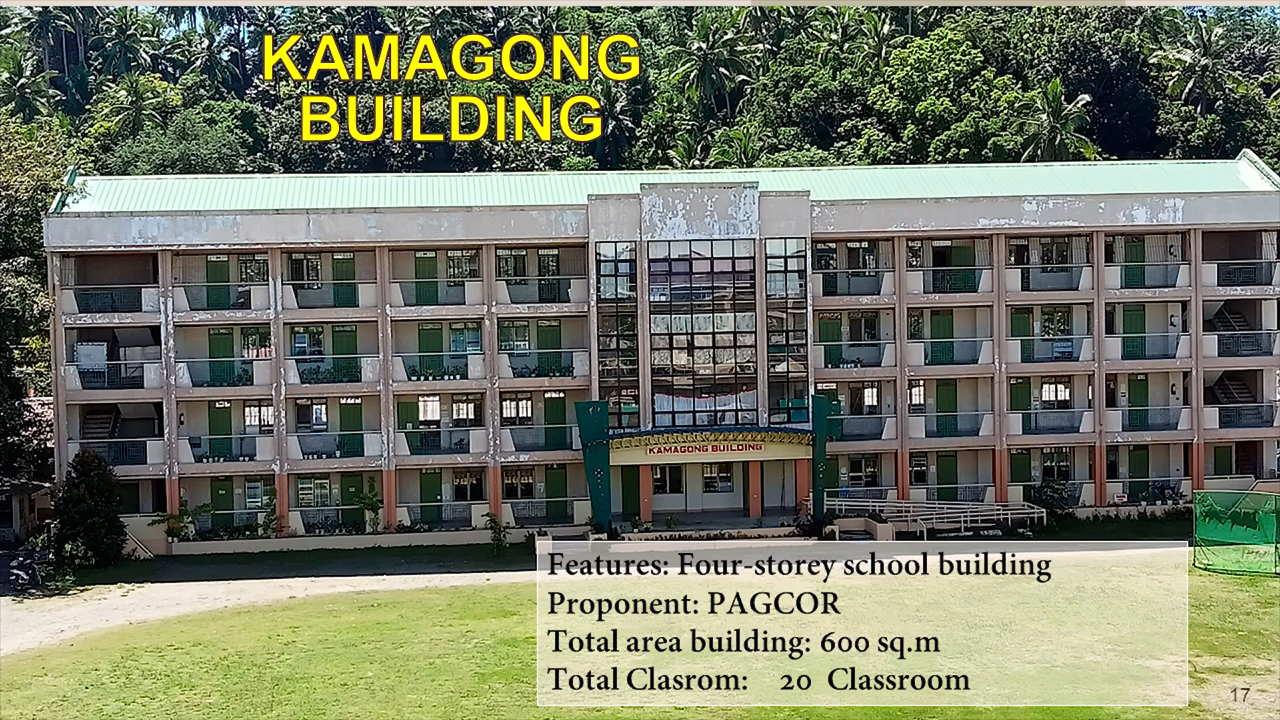 KAMAGONG
BUILDING
KAMAGONG BUILDING
Features: Four-storey school building
Proponent: PAGCOR
Total area building: 600 sq.m
Total Clasrom: 20 Classroom
17